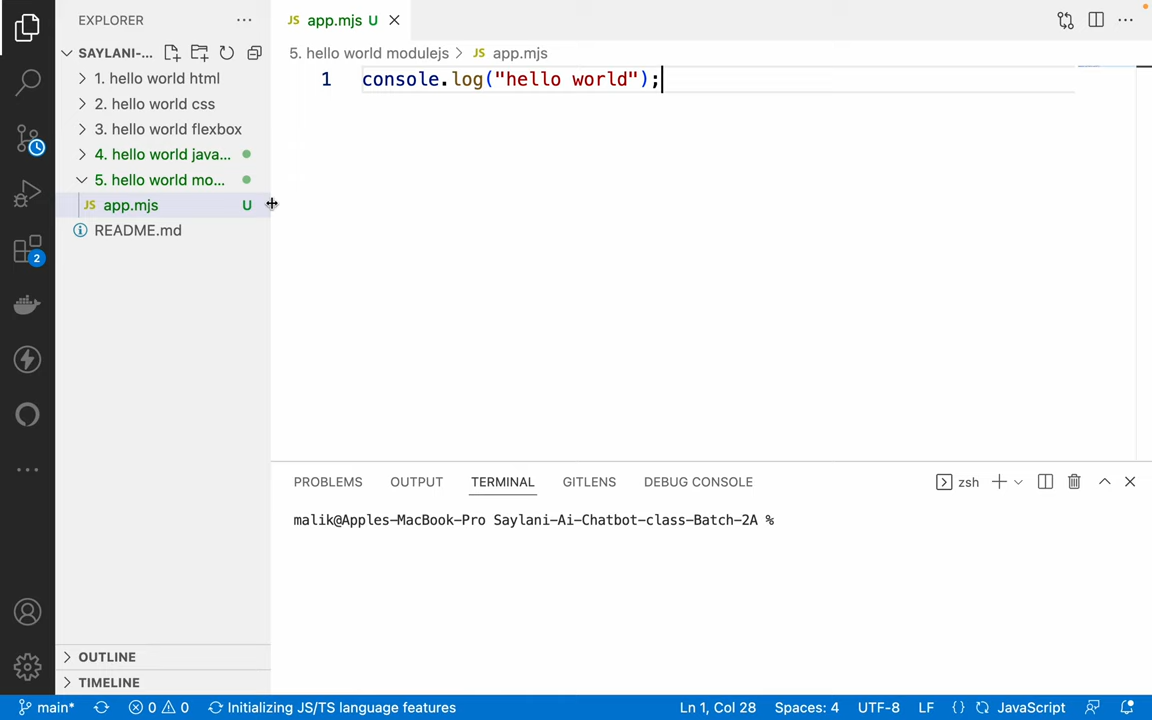 EXPLORER
SAYLANI-...
1. hello world html
2. hello world css
3. hello world flexbox
4. hello world java...
5. hello world mo...
JS app.mjs U
README.md
OUTLINE
TIMELINE
2
JS app.mjs U
5. hello world modulejs > JS app.mjs
1 console.log("hello world");
PROBLEMS OUTPUT TERMINAL GITLENS DEBUG CONSOLE zsh
malik@Apples-MacBook-Pro Saylani-Ai-Chatbot-class-Batch-2A %
main* 0 0 Initializing JS/TS language features Ln 1, Col 28 Spaces: 4 UTF-8 LF {} JavaScript